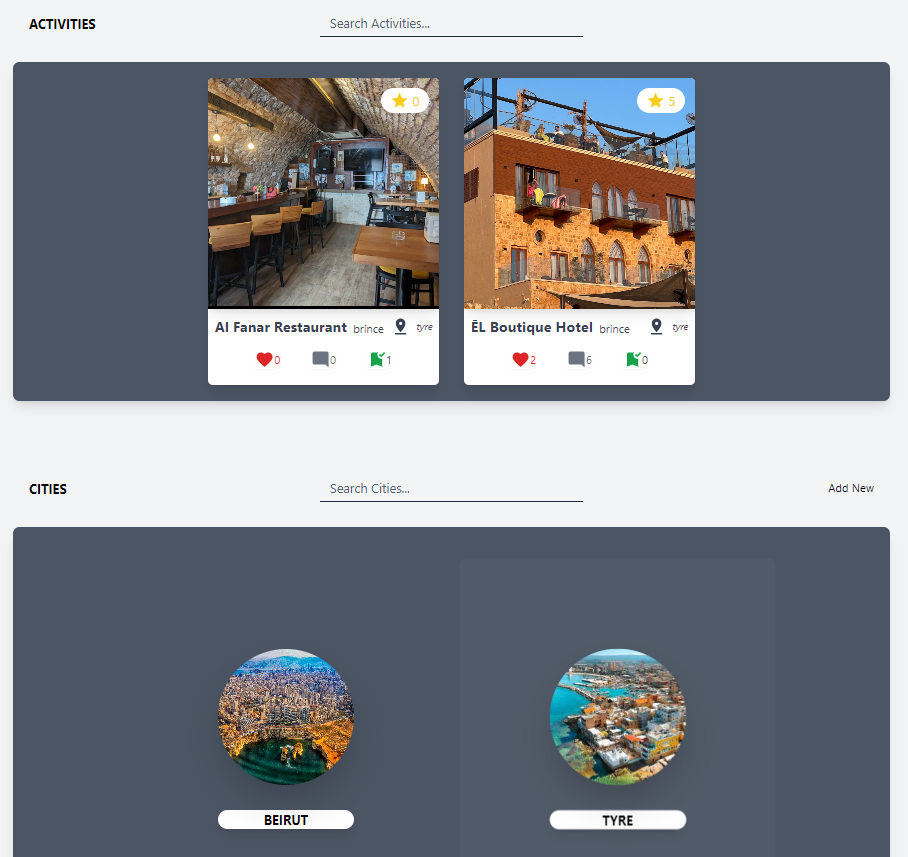 ACTIVITIES
Search Activities...
0
5
Al Fanar Restaurant brince tyre
0 0 1
ĒL Boutique Hotel brince tyre
2 6 0
CITIES
Search Cities...
Add New
BEIRUT
TYRE